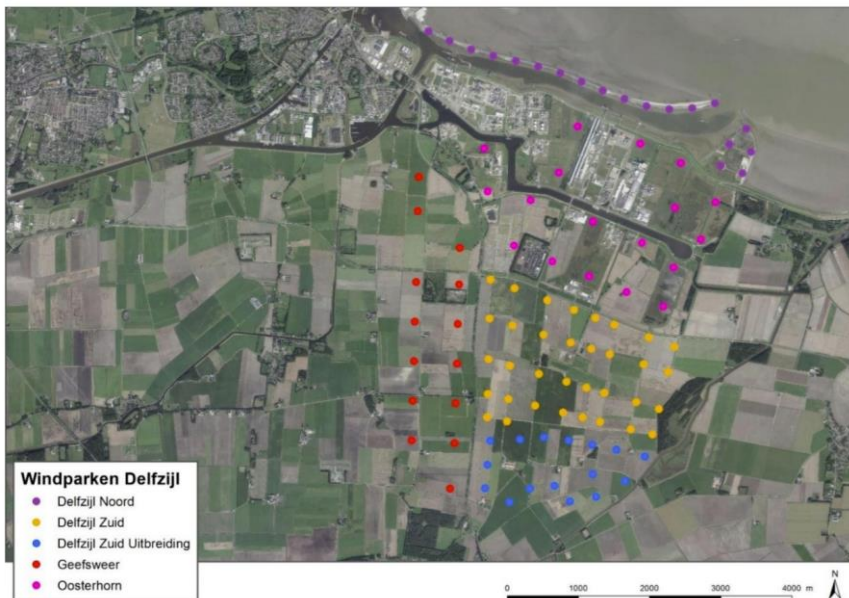 Windparken Delfzijl
Delfzijl Noord
Delfzijl Zuid
Delfzijl Zuid Uitbreiding
Geefsweer
Oosterhorn
0 1000 2000 3000 4000 m
N